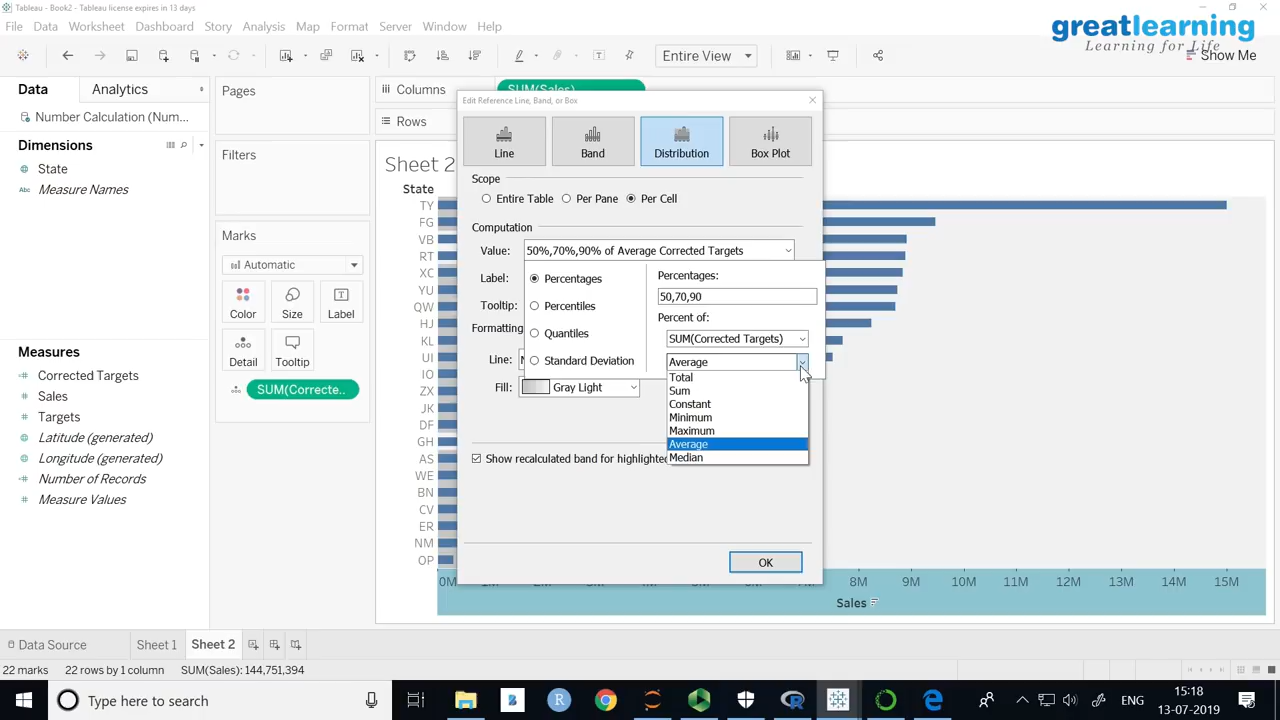 Tableau - Book2 - Tableau license expires in 13 days
File Data Worksheet Dashboard Story Analysis Map Format Server Window Help
greatlearning
Learning for Life
Entire View
Show Me
Data Analytics
Pages
Columns SUM(Sales)
Number Calculation (Num...
Rows
Dimensions
State
Abc Measure Names
Filters
Marks
Automatic
Color Size Label
Detail Tooltip
SUM(Correcte..
Measures
Corrected Targets
Sales
Targets
Latitude (generated)
Longitude (generated)
Number of Records
Measure Values
Sheet 2
State
TY
FG
VB
RT
XC
YU
QW
HJ
KL
UI
ZX
JK
DF
GH
AS
WE
BN
CV
ER
NM
OP
Edit Reference Line, Band, or Box
Line Band Distribution Box Plot
Scope
Entire Table Per Pane Per Cell
Computation
Value: 50%,70%,90% of Average Corrected Targets
Label:
Tooltip:
Formatting
Line:
Fill: Gray Light
Percentages
Percentiles
Quantiles
Standard Deviation
Percentages:
50,70,90
Percent of:
SUM(Corrected Targets)
Average
Total
Sum
Constant
Minimum
Maximum
Average
Median
Show recalculated band for highlighted
OK
0M 8M 9M 10M 11M 12M 13M 14M 15M
Sales
Data Source Sheet 1 Sheet 2
22 marks 22 rows by 1 column SUM(Sales): 144,751,394
Type here to search
ENG
15:18
13-07-2019